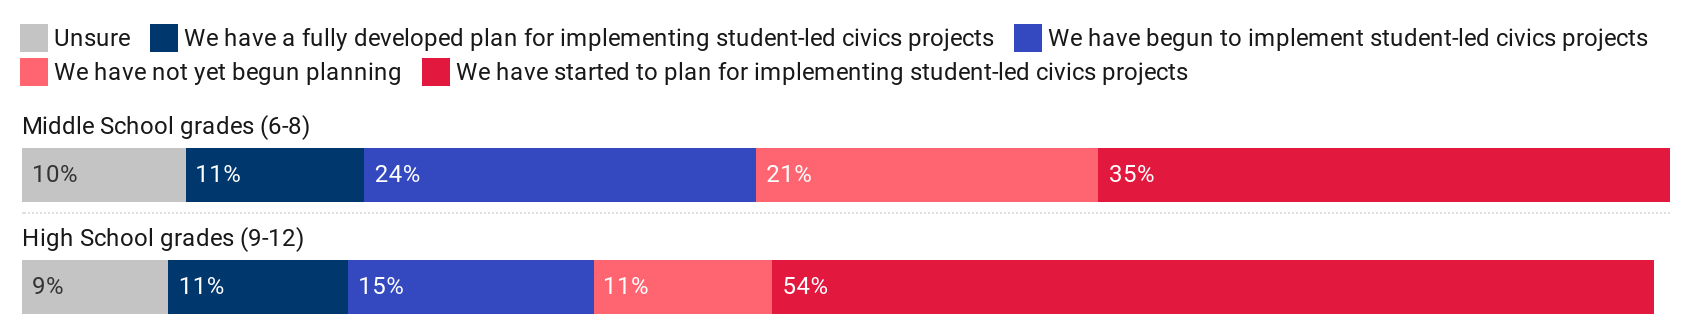 Unsure We have a fully developed plan for implementing student-led civics projects We have begun to implement student-led civics projects
We have not yet begun planning We have started to plan for implementing student-led civics projects
Middle School grades (6-8)
10% 11% 24% 21% 35%
High School grades (9-12)
9% 11% 15% 11% 54%